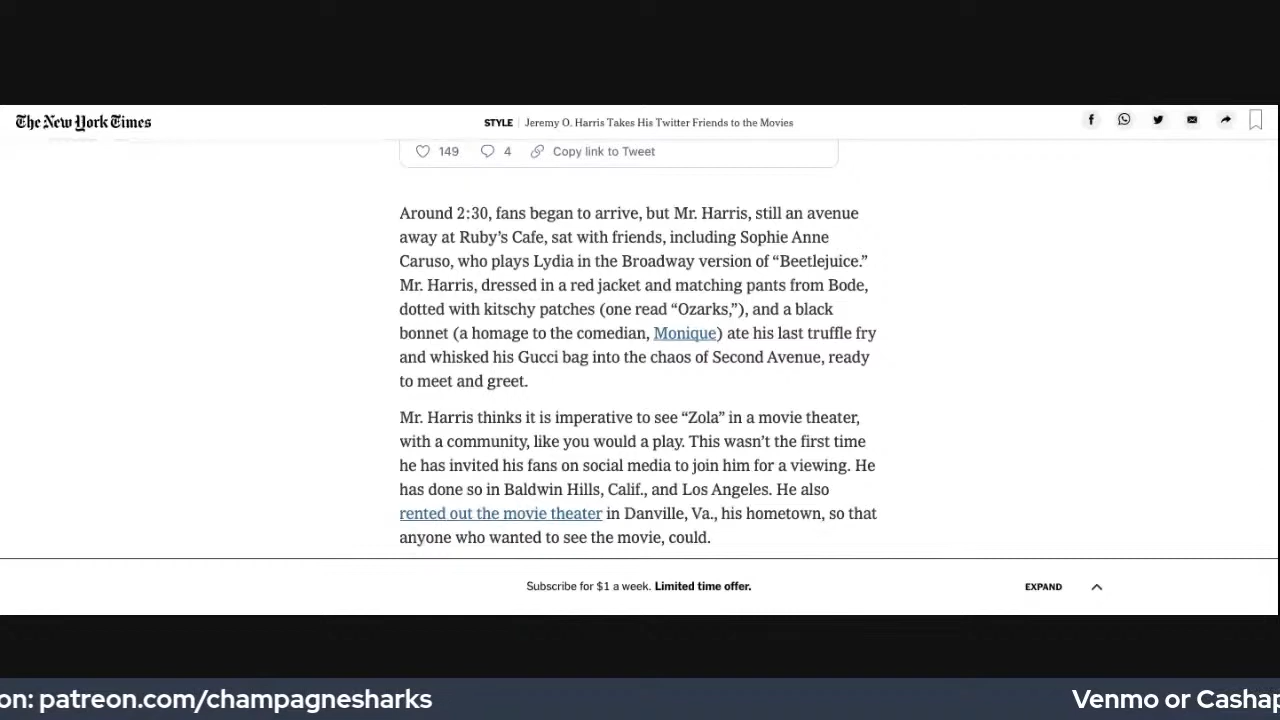 The New York Times
STYLE | Jeremy O. Harris Takes His Twitter Friends to the Movies
149 4 Copy link to Tweet
Around 2:30, fans began to arrive, but Mr. Harris, still an avenue
away at Ruby’s Cafe, sat with friends, including Sophie Anne
Caruso, who plays Lydia in the Broadway version of “Beetlejuice.”
Mr. Harris, dressed in a red jacket and matching pants from Bode,
dotted with kitschy patches (one read “Ozarks,”), and a black
bonnet (a homage to the comedian, Monique) ate his last truffle fry
and whisked his Gucci bag into the chaos of Second Avenue, ready
to meet and greet.
Mr. Harris thinks it is imperative to see “Zola” in a movie theater,
with a community, like you would a play. This wasn’t the first time
he has invited his fans on social media to join him for a viewing. He
has done so in Baldwin Hills, Calif., and Los Angeles. He also
rented out the movie theater in Danville, Va., his hometown, so that
anyone who wanted to see the movie, could.
Subscribe for $1 a week. Limited time offer.
EXPAND
on: patreon.com/champagnesharks
Venmo or Cashap